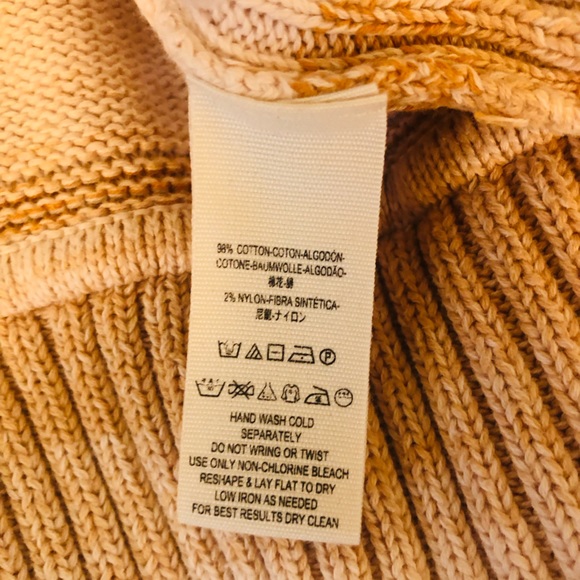 98% COTTON-COTON-ALGODÓN-
COTONE-BAUMWOLLE-ALGODÃO-
棉花-綿
2% NYLON-FIBRA SINTÉTICA-
尼龍-ナイロン
HAND WASH COLD
SEPARATELY
DO NOT WRING OR TWIST
USE ONLY NON-CHLORINE BLEACH
RESHAPE & LAY FLAT TO DRY
LOW IRON AS NEEDED
FOR BEST RESULTS DRY CLEAN